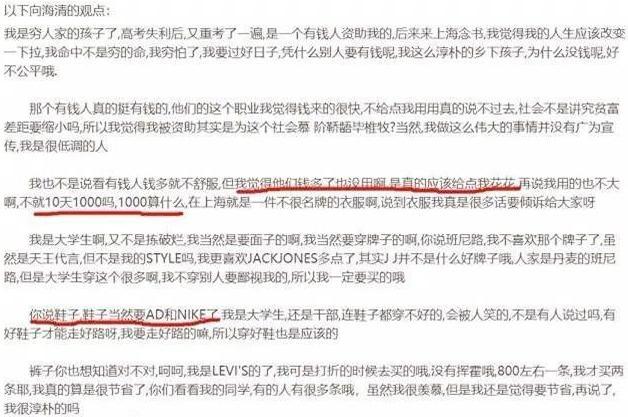 以下向海清的观点：
我是穷人家的孩子了,高考失利后,又重考了一遍,是一个有钱人资助我的,后来来上海念书,我觉得我的人生应该改变
一下拉,我命中不是穷的命,我穷怕了,我要过好日子,凭什么别人要有钱呢,我这么淳朴的乡下孩子,为什么没钱呢,好
不公平哦.
那个有钱人真的挺有钱的,他们的这个职业我觉得钱来的很快,不给点我用用真的说不过去,社会不是讲究贫富
差距要缩小吗,所以我觉得我被资助其实是为这个社会慕 阶鞯龉毕椎牧?当然,我做这么伟大的事情并没有广为宣
传,我是很低调的人
我也不是说看有钱人钱多就不舒服,但我觉得他们钱多了也没用啊,是真的应该给点我花花,再说我用的也不大
啊,不就10天1000吗,1000算什么,在上海就是一件不很名牌的衣服啊,说到衣服我真是很多话要倾诉给大家呀
我是大学生啊,又不是拣破烂,我当然是要面子的啊,我当然要穿牌子的啊,你说班尼路,我不喜欢那个牌子了,虽
然是天王代言,但不是我的STYLE吗,我更喜欢JACKJONES多点了,其实J J并不是什么好牌子哦,人家是丹麦的班尼
路,但是大学生穿这个很多啊,我不穿别人要鄙视我的,所以我一定要买的哦
你说鞋子,鞋子当然要AD和NIKE了,我是大学生,还是干部,连鞋子都穿不好的,会被人笑的,不是有人说过吗,有
好鞋子才能走好路呀,我要走好路的嘛,所以穿好鞋也是应该的
裤子你也想知道对不对,呵呵,我是LEVI'S的了,我可是打折的时候去买的哦,没有挥霍哦,800左右一条,我才买两
条耶,我真的算是很节省了,你们看看我的同学,有的人有很多条哦，虽然我很羡慕,但是我还是觉得要节省,再说了,
我很淳朴的吗